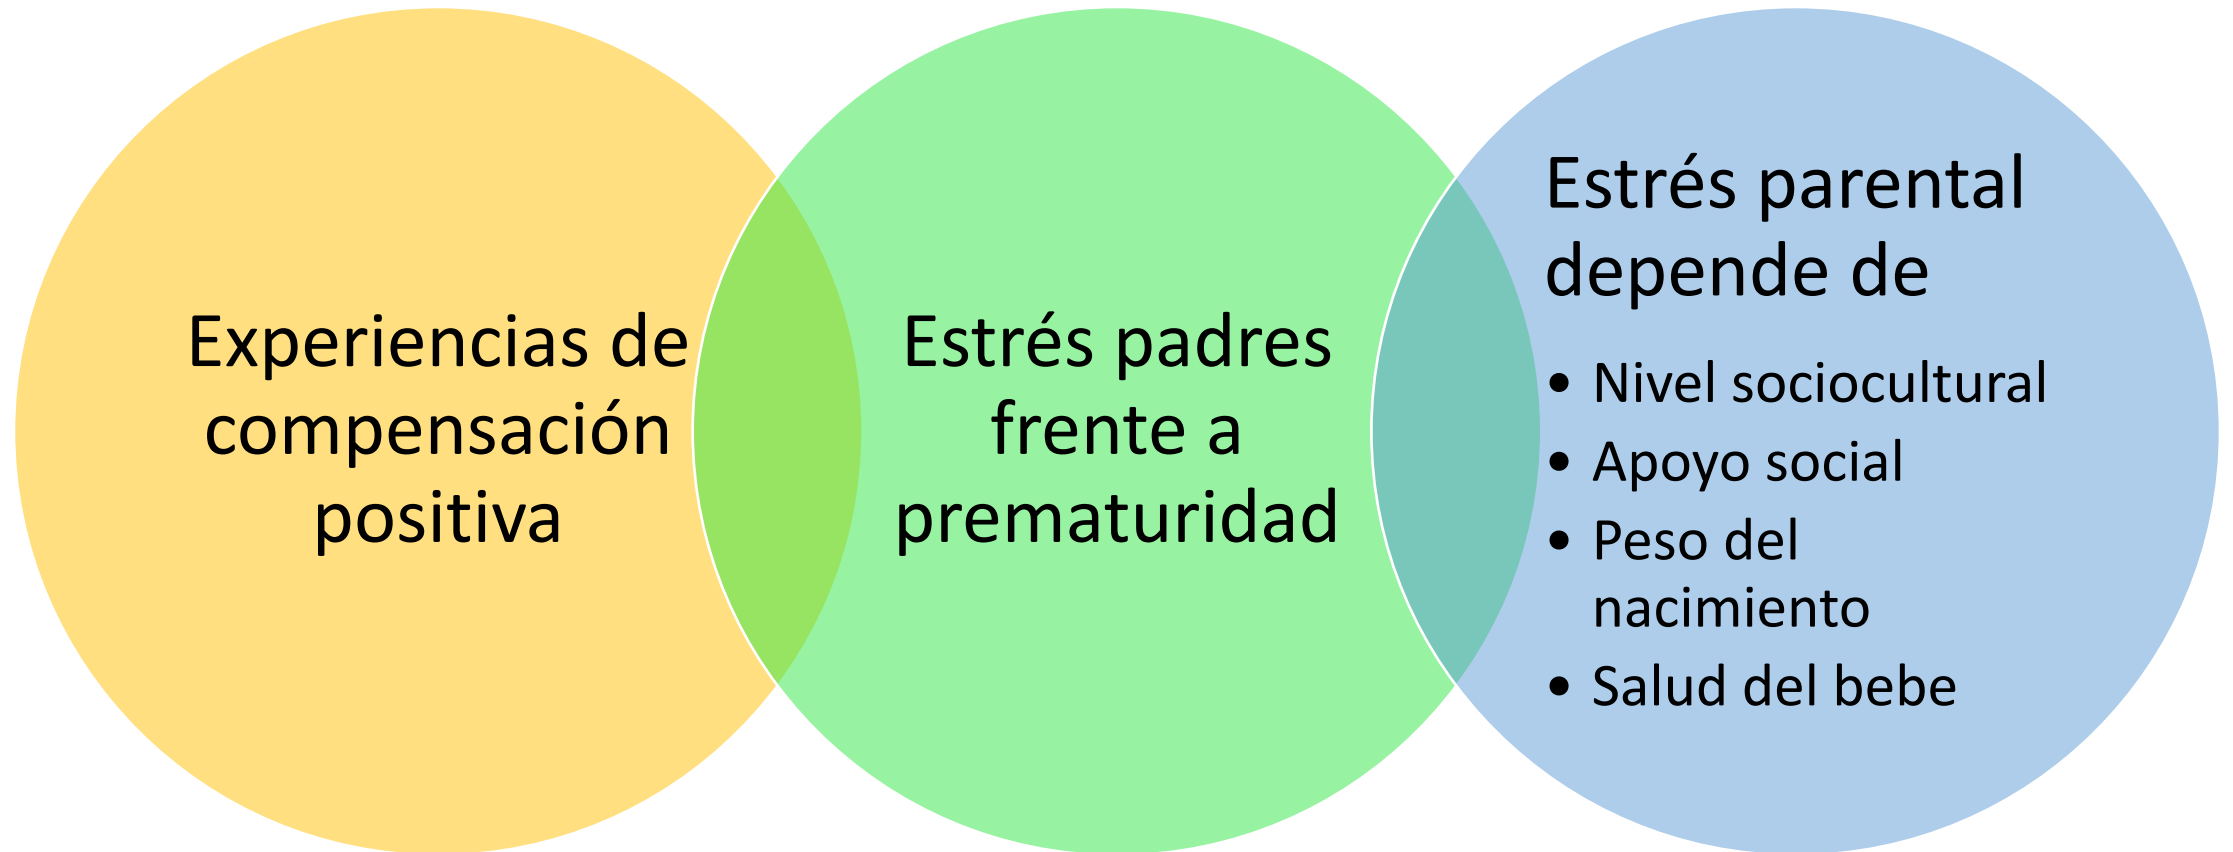 Experiencias de
compensación
positiva
Estrés padres
frente a
prematuridad
Estrés parental
depende de
• Nivel sociocultural
• Apoyo social
• Peso del
nacimiento
• Salud del bebe